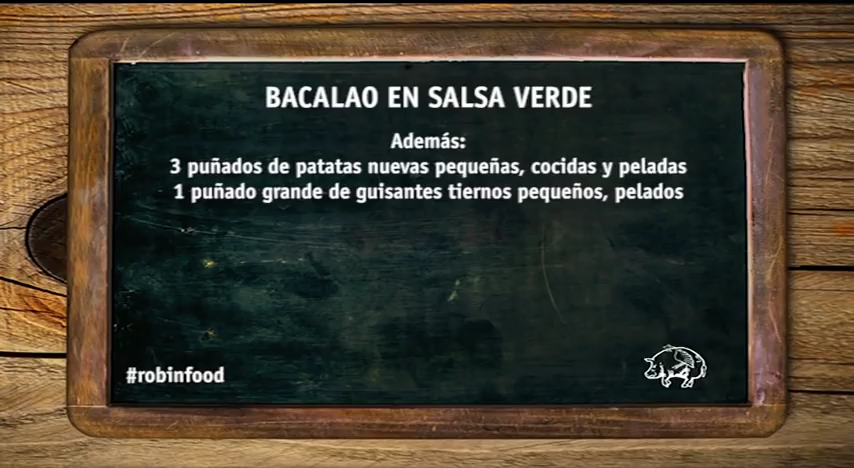 BACALAO EN SALSA VERDE
Además:
3 puñados de patatas nuevas pequeñas, cocidas y peladas
1 puñado grande de guisantes tiernos pequeños, pelados
#robinfood